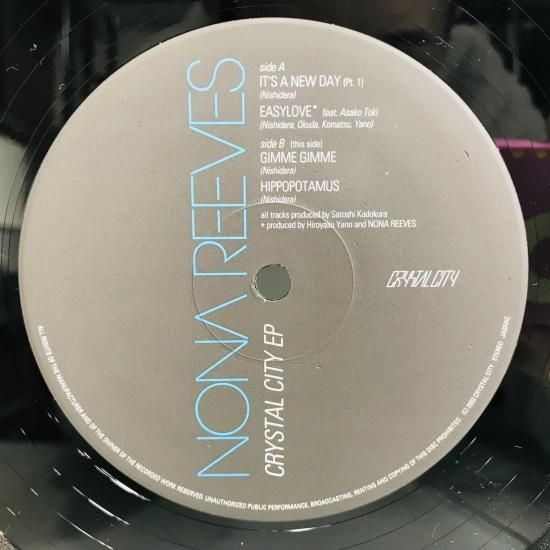 NONA REEVES
CRYSTAL CITY EP
side A
IT'S A NEW DAY (Pt. 1)
(Nishidera)
EASYLOVE* feat. Asako Toki
(Nishidera, Okuda, Komatsu, Yano)
side B (this side)
GIMME GIMME
(Nishidera)
HIPPOPOTAMUS
(Nishidera)
all tracks produced by Satoshi Kadokura
* produced by Hiroyasu Yano and NONA REEVES
CRYSTAL CITY
ALL RIGHTS OF THE MANUFACTURER AND OF THE OWNER OF THE RECORDED WORK RESERVED. UNAUTHORIZED PUBLIC PERFORMANCE, BROADCASTING, RENTING AND COPYING OF THIS DISC PROHIBITED. (C) 2003 CRYSTAL CITY STEREO JASRAC